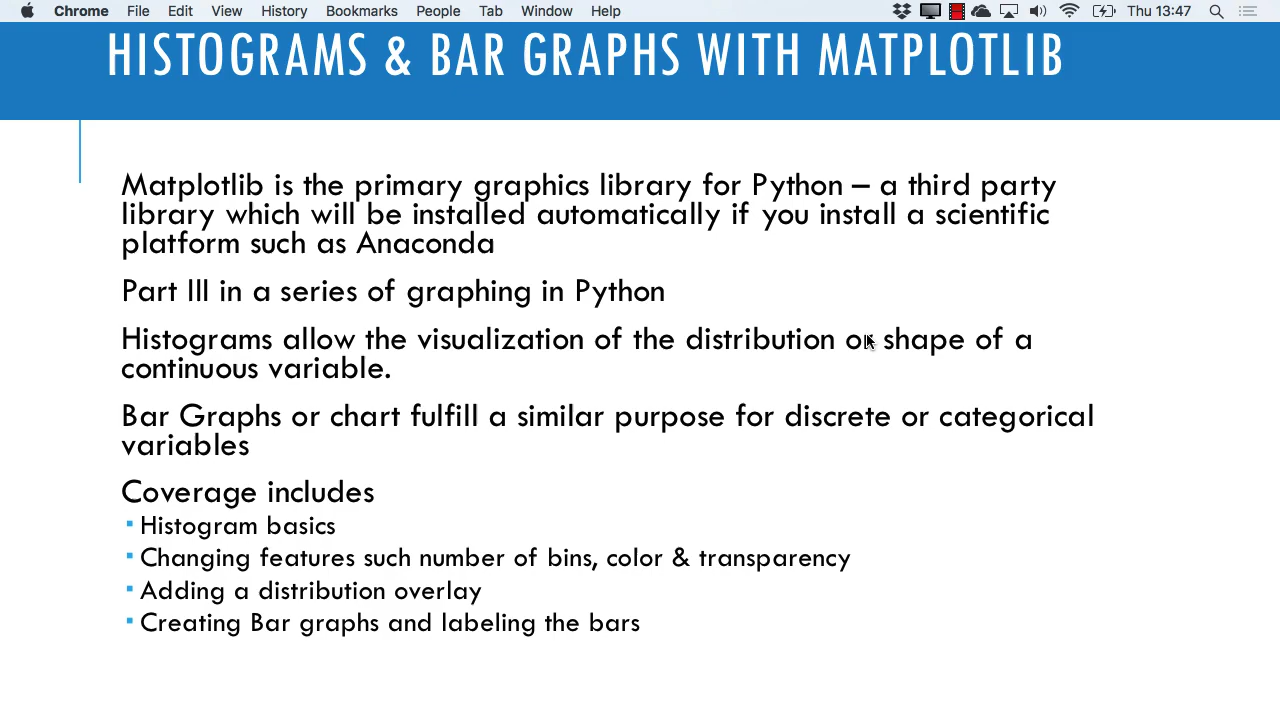 Chrome File Edit View History Bookmarks People Tab Window Help Thu 13:47
HISTOGRAMS & BAR GRAPHS WITH MATPLOTLIB
Matplotlib is the primary graphics library for Python – a third party
library which will be installed automatically if you install a scientific
platform such as Anaconda
Part III in a series of graphing in Python
Histograms allow the visualization of the distribution or shape of a
continuous variable.
Bar Graphs or chart fulfill a similar purpose for discrete or categorical
variables
Coverage includes
▪ Histogram basics
▪ Changing features such number of bins, color & transparency
▪ Adding a distribution overlay
▪ Creating Bar graphs and labeling the bars